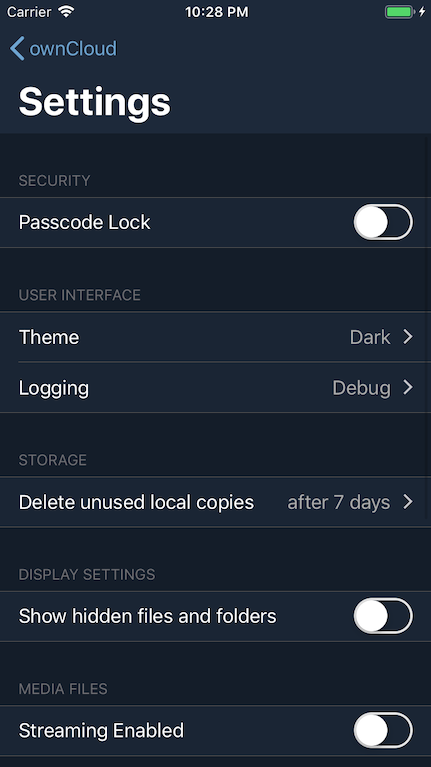 Carrier 10:28 PM
ownCloud
Settings
SECURITY
Passcode Lock
USER INTERFACE
Theme Dark
Logging Debug
STORAGE
Delete unused local copies after 7 days
DISPLAY SETTINGS
Show hidden files and folders
MEDIA FILES
Streaming Enabled